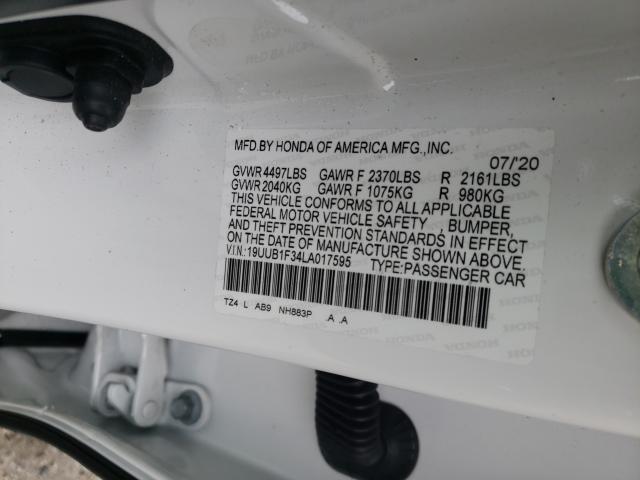 MFD.BY HONDA OF AMERICA MFG.,INC. 07/'20
GVWR 4497LBS GAWR F 2370LBS R 2161LBS
GVWR 2040KG GAWR F 1075KG R 980KG
THIS VEHICLE CONFORMS TO ALL APPLICABLE
FEDERAL MOTOR VEHICLE SAFETY BUMPER,
AND THEFT PREVENTION STANDARDS IN EFFECT
ON THE DATE OF MANUFACTURE SHOWN ABOVE.
V.I.N.:19UUB1F34LA017595 TYPE:PASSENGER CAR
TZ4 L AB9 NH883P A .A